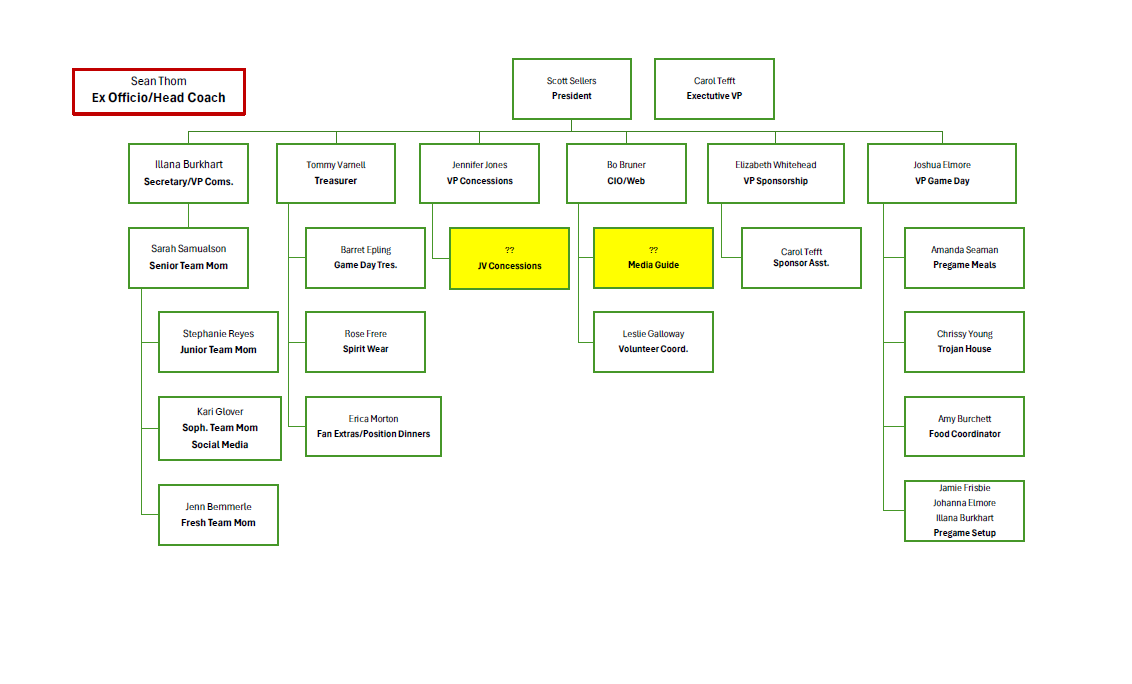 Sean Thom
Ex Officio/Head Coach
Scott Sellers
President
Carol Tefft
Exectutive VP
Illana Burkhart
Secretary/VP Coms.
Tommy Varnell
Treasurer
Jennifer Jones
VP Concessions
Bo Bruner
CIO/Web
Elizabeth Whitehead
VP Sponsorship
Joshua Elmore
VP Game Day
Sarah Samualson
Senior Team Mom
Barret Epling
Game Day Tres.
??
JV Concessions
??
Media Guide
Carol Tefft
Sponsor Asst.
Amanda Seaman
Pregame Meals
Stephanie Reyes
Junior Team Mom
Rose Frere
Spirit Wear
Leslie Galloway
Volunteer Coord.
Chrissy Young
Trojan House
Kari Glover
Soph. Team Mom
Social Media
Erica Morton
Fan Extras/Position Dinners
Amy Burchett
Food Coordinator
Jenn Bemmerle
Fresh Team Mom
Jamie Frisbie
Johanna Elmore
Illana Burkhart
Pregame Setup